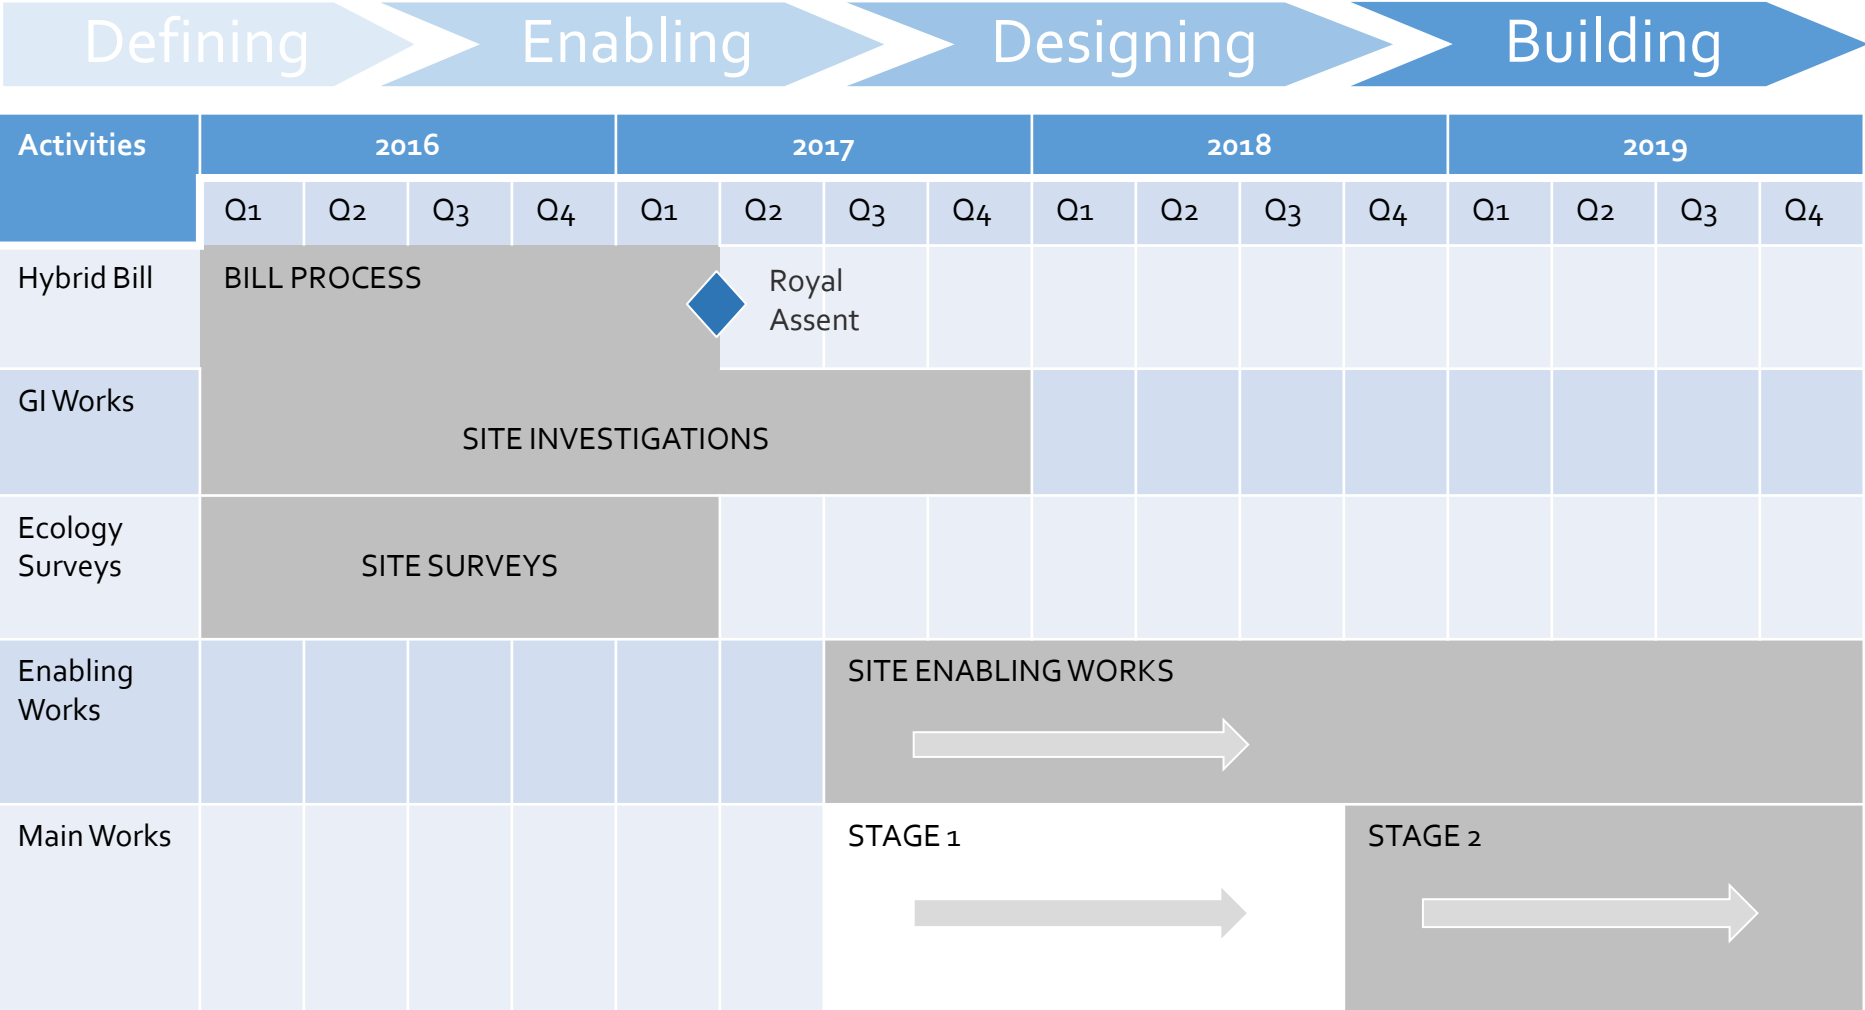 Defining Enabling Designing Building
Activities 2016 2017 2018 2019
Q1 Q2 Q3 Q4 Q1 Q2 Q3 Q4 Q1 Q2 Q3 Q4 Q1 Q2 Q3 Q4
Hybrid Bill BILL PROCESS
Royal
Assent
GI Works
SITE INVESTIGATIONS
Ecology
Surveys
SITE SURVEYS
Enabling
Works
SITE ENABLING WORKS
Main Works STAGE 1 STAGE 2